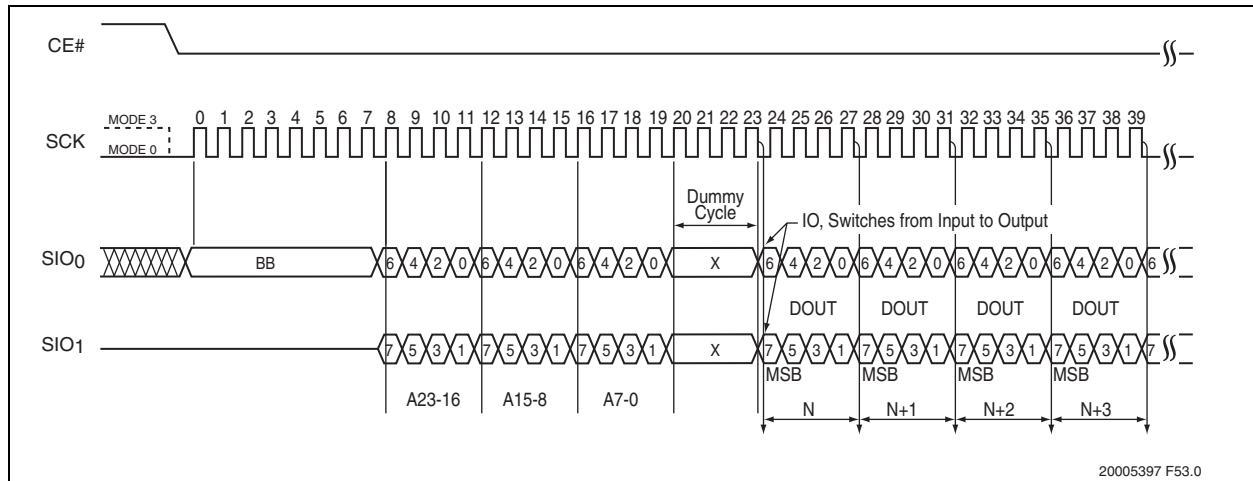 CE#
MODE 3
0 1 2 3 4 5 6 7 8 9 10 11 12 13 14 15 16 17 18 19 20 21 22 23 24 25 26 27 28 29 30 31 32 33 34 35 36 37 38 39
SCK
MODE 0
Dummy
Cycle
IO, Switches from Input to Output
SIO0 BB 6 4 2 0 6 4 2 0 6 4 2 0 X 6 4 2 0 6 4 2 0 6 4 2 0 6 4 2 0 6
DOUT DOUT DOUT DOUT
SIO1 7 5 3 1 7 5 3 1 7 5 3 1 X 7 5 3 1 7 5 3 1 7 5 3 1 7 5 3 1 7
MSB MSB MSB MSB
A23-16 A15-8 A7-0
N N+1 N+2 N+3
20005397 F53.0